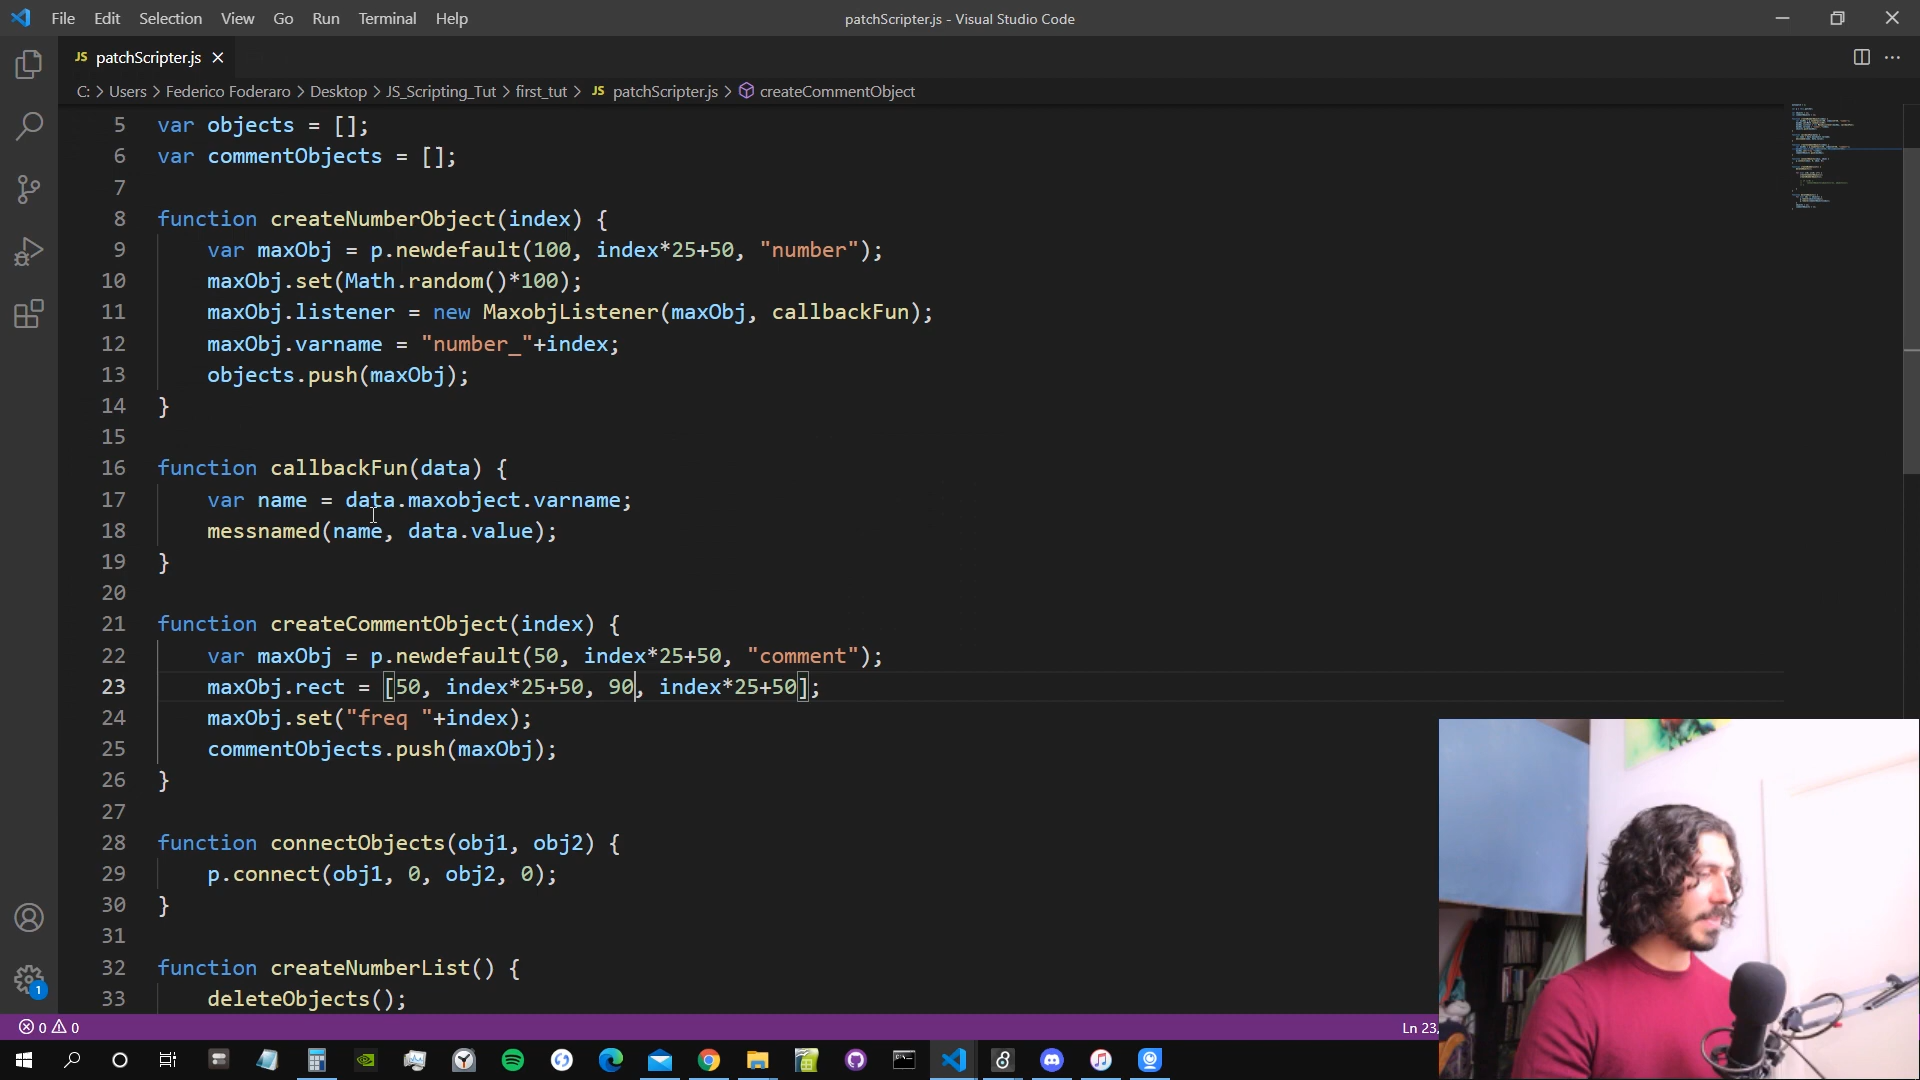 File Edit Selection View Go Run Terminal Help
patchScripter.js - Visual Studio Code
JS patchScripter.js
C: > Users > Federico Foderaro > Desktop > JS_Scripting_Tut > first_tut > JS patchScripter.js > createCommentObject
5 var objects = [];
6 var commentObjects = [];
7
8 function createNumberObject(index) {
9 var maxObj = p.newdefault(100, index*25+50, "number");
10 maxObj.set(Math.random()*100);
11 maxObj.listener = new MaxobjListener(maxObj, callbackFun);
12 maxObj.varname = "number_"+index;
13 objects.push(maxObj);
14 }
15
16 function callbackFun(data) {
17 var name = data.maxobject.varname;
18 messnamed(name, data.value);
19 }
20
21 function createCommentObject(index) {
22 var maxObj = p.newdefault(50, index*25+50, "comment");
23 maxObj.rect = [50, index*25+50, 90, index*25+50];
24 maxObj.set("freq "+index);
25 commentObjects.push(maxObj);
26 }
27
28 function connectObjects(obj1, obj2) {
29 p.connect(obj1, 0, obj2, 0);
30 }
31
32 function createNumberList() {
33 deleteObjects();
1
0 0
Ln 23,